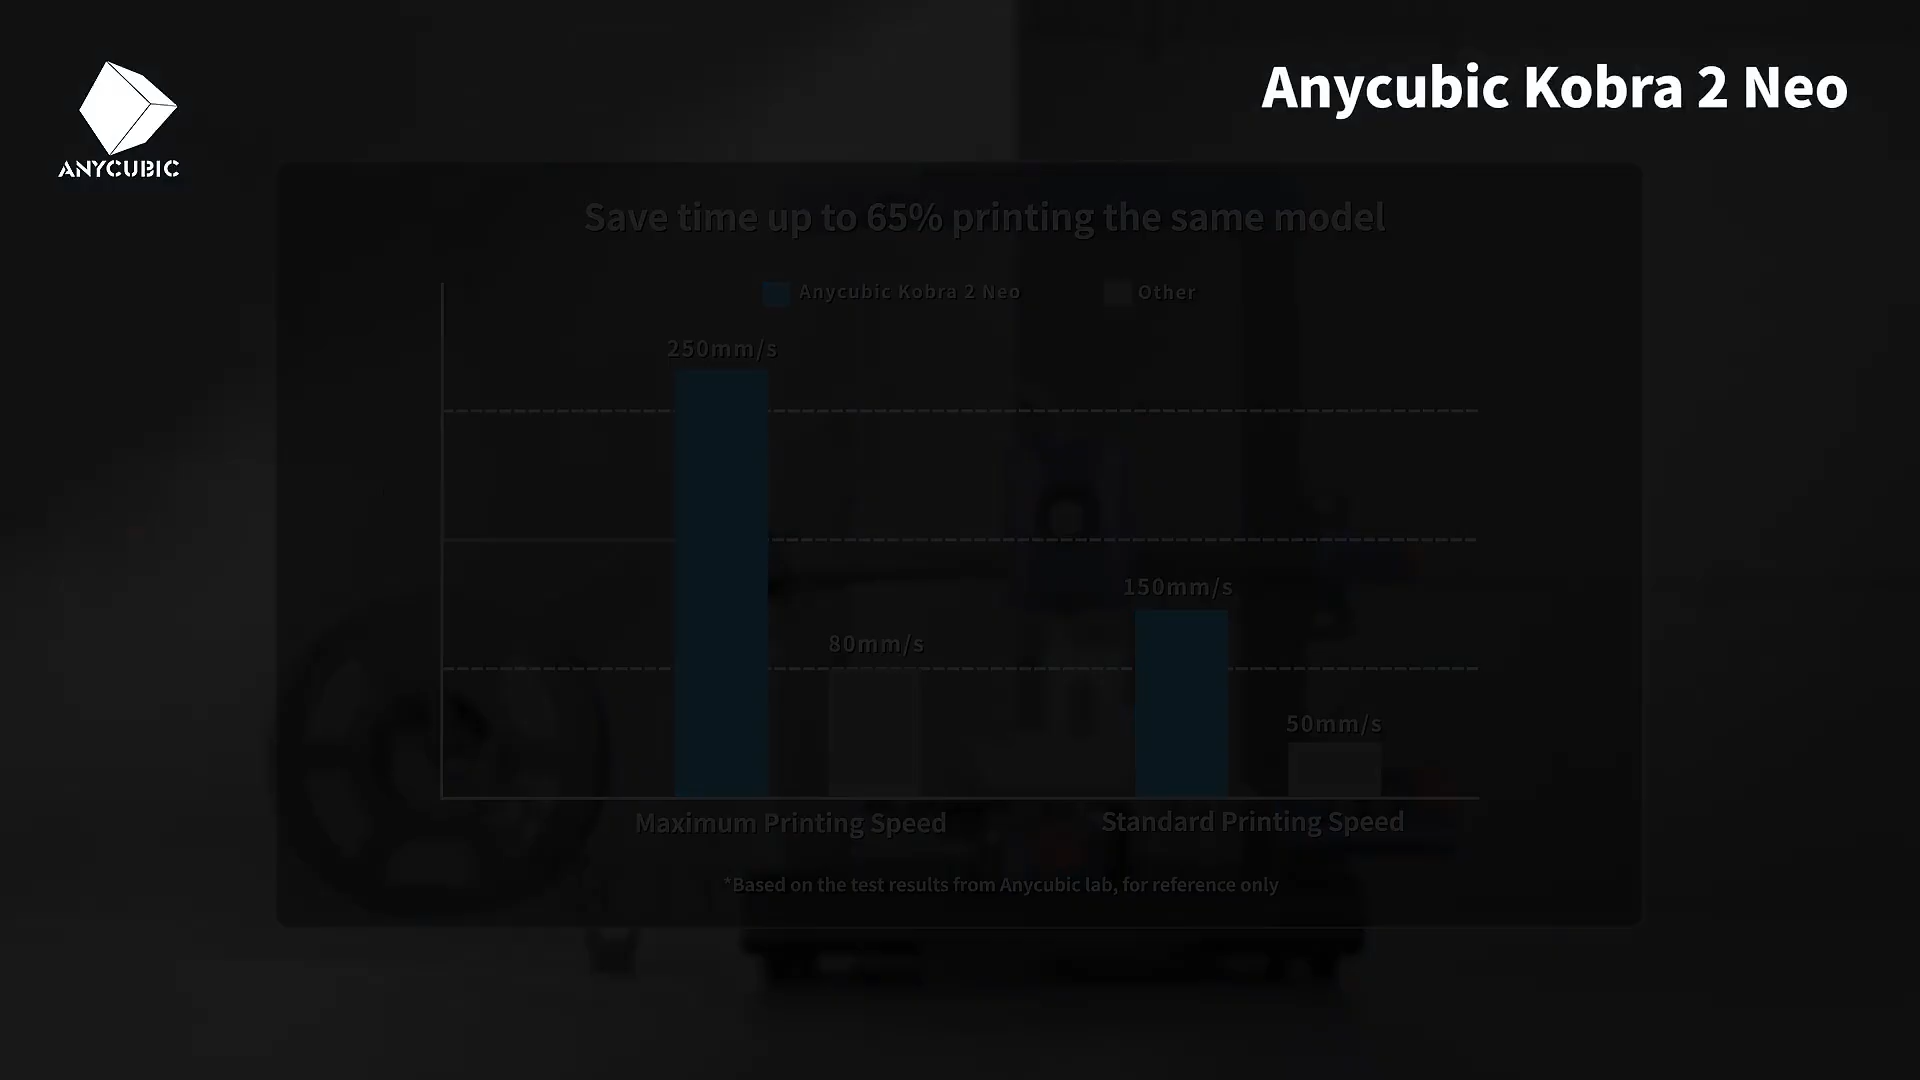 Anycubic Kobra 2 Neo
ANYCUBIC
Save time up to 65% printing the same model
Anycubic Kobra 2 Neo
Other
250mm/s
150mm/s
80mm/s
50mm/s
Maximum Printing Speed
Standard Printing Speed
*Based on the test results from Anycubic lab, for reference only